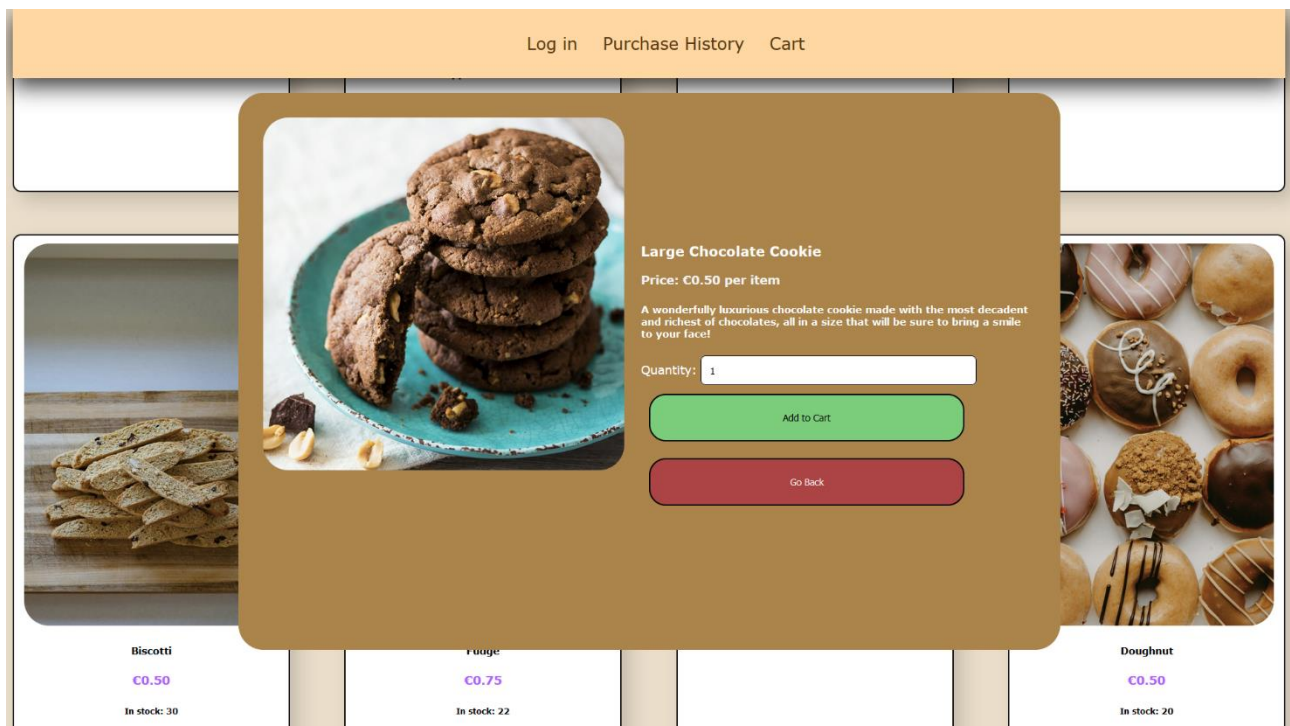 Log in Purchase History Cart
Large Chocolate Cookie
Price: €0.50 per item
A wonderfully luxurious chocolate cookie made with the most decadent
and richest of chocolates, all in a size that will be sure to bring a smile
to your face!
Quantity: 1
Add to Cart
Go Back
Biscotti
Fudge
Doughnut
€0.50
€0.75
€0.50
In stock: 30
In stock: 22
In stock: 20